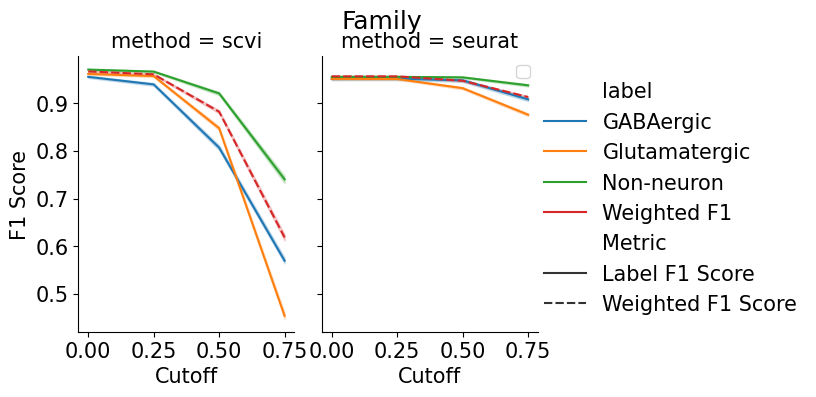 Family
method = scvi
method = seurat
F1 Score
0.9
0.8
0.7
0.6
0.5
0.00 0.25 0.50 0.75
0.00 0.25 0.50 0.75
Cutoff
Cutoff
label
GABAergic
Glutamatergic
Non-neuron
Weighted F1
Metric
Label F1 Score
Weighted F1 Score